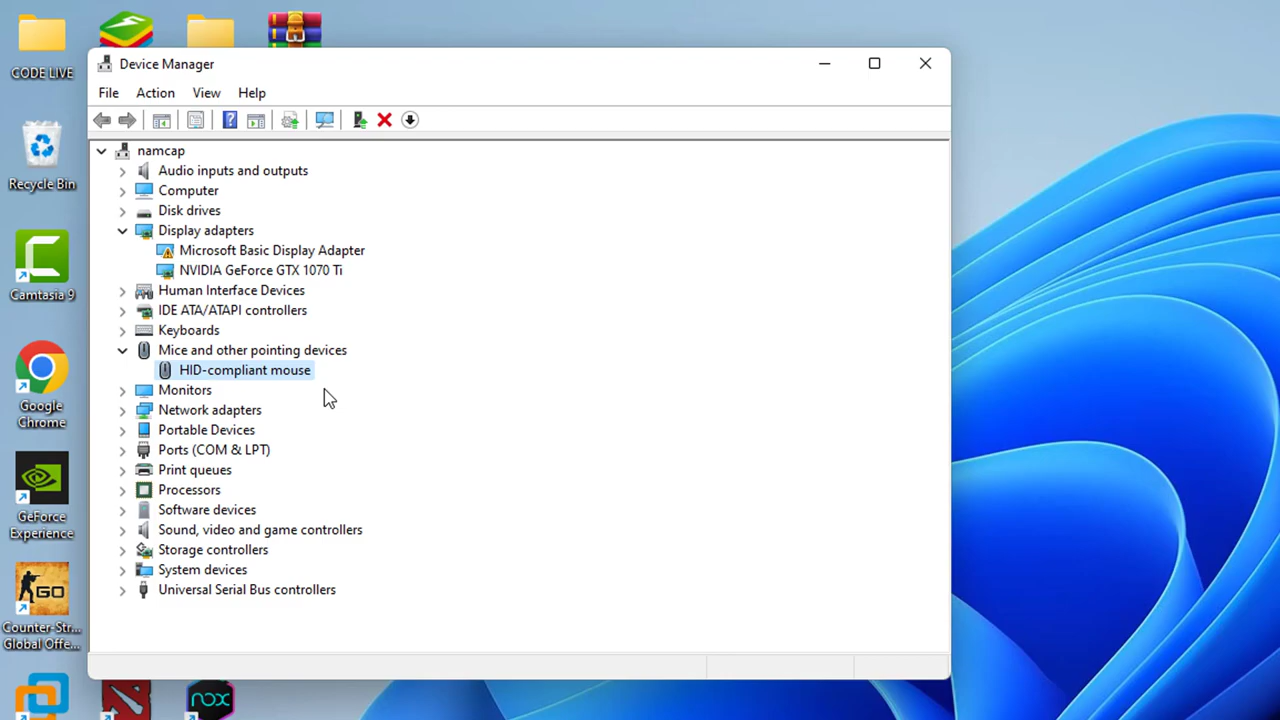 CODE LIVE
Recycle Bin
Camtasia 9
Google
Chrome
GeForce
Experience
GO
Counter-Str...
Global Offe...
nox
Device Manager
File Action View Help
namcap
Audio inputs and outputs
Computer
Disk drives
Display adapters
Microsoft Basic Display Adapter
NVIDIA GeForce GTX 1070 Ti
Human Interface Devices
IDE ATA/ATAPI controllers
Keyboards
Mice and other pointing devices
HID-compliant mouse
Monitors
Network adapters
Portable Devices
Ports (COM & LPT)
Print queues
Processors
Software devices
Sound, video and game controllers
Storage controllers
System devices
Universal Serial Bus controllers